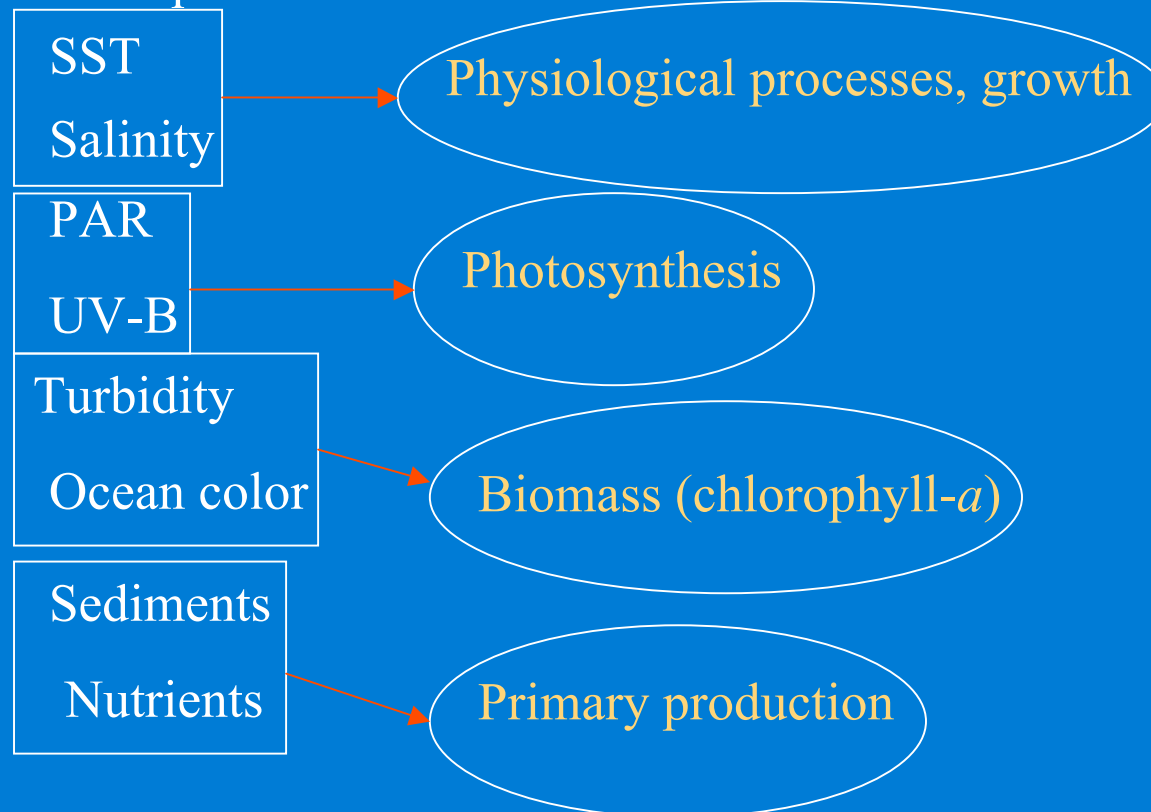 SST
Physiological processes, growth
Salinity
PAR
Photosynthesis
UV-B
Turbidity
Ocean color
Biomass (chlorophyll-a)
Sediments
Nutrients
Primary production